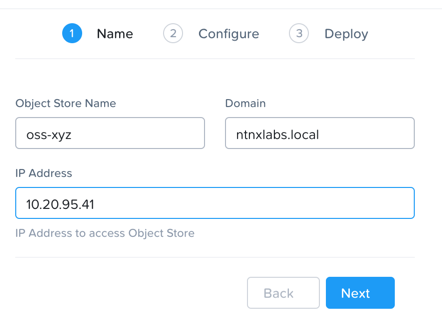 1 Name 2 Configure 3 Deploy
Object Store Name Domain
oss-xyz ntnxlabs.local
IP Address
10.20.95.41
IP Address to access Object Store
Back Next